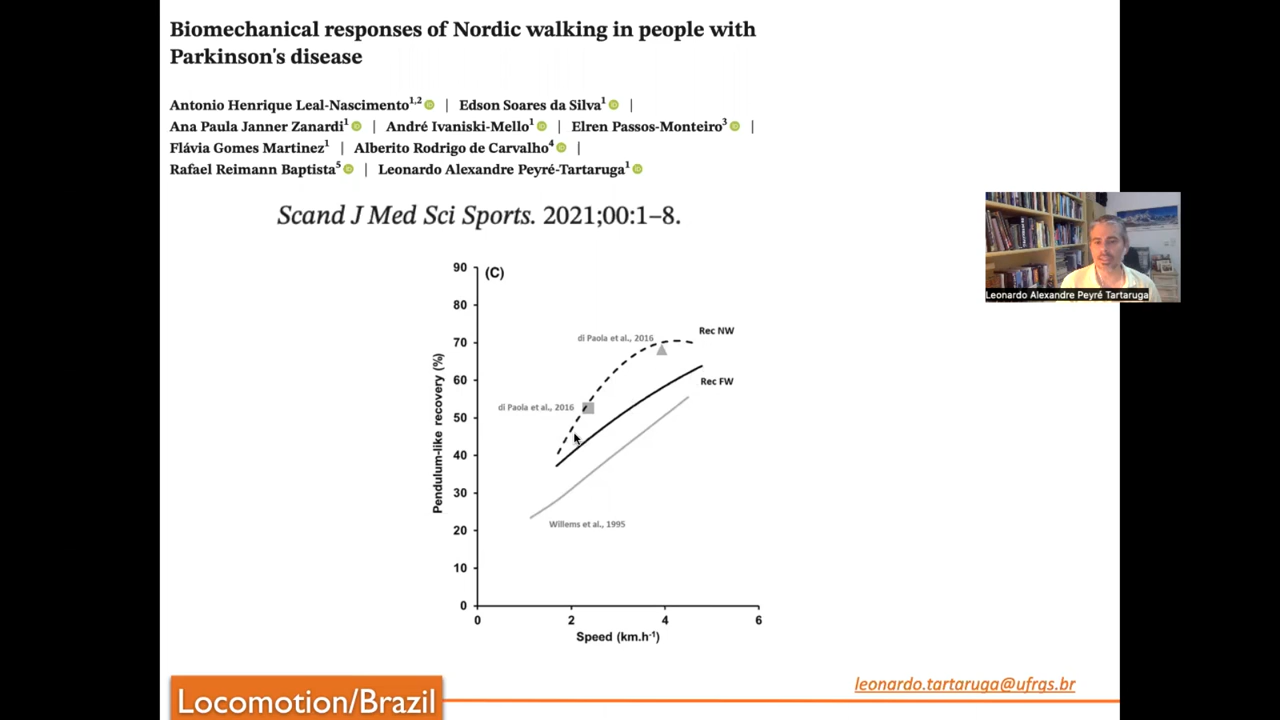 Biomechanical responses of Nordic walking in people with
Parkinson's disease
Antonio Henrique Leal-Nascimento1,2 | Edson Soares da Silva1 |
Ana Paula Janner Zanardi1 | André Ivaniski-Mello1 | Elren Passos-Monteiro3 |
Flávia Gomes Martinez1 | Alberito Rodrigo de Carvalho4 |
Rafael Reimann Baptista5 | Leonardo Alexandre Peyré-Tartaruga1
Scand J Med Sci Sports. 2021;00:1–8.
Leonardo Alexandre Peyré Tartaruga
(C)
90
80
70
60
50
40
30
20
10
0
Pendulum-like recovery (%)
di Paola et al., 2016
Rec NW
Rec FW
di Paola et al., 2016
Willems et al., 1995
0 2 4 6
Speed (km.h-1)
Locomotion/Brazil
leonardo.tartaruga@ufrgs.br